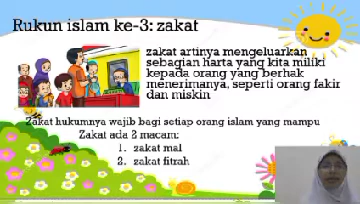 Rukun islam ke-3: zakat
zakat artinya mengeluarkan
sebagian harta yang kita miliki
kepada orang yang berhak
menerimanya, seperti orang fakir
dan miskin
Zakat hukumnya wajib bagi setiap orang islam yang mampu
Zakat ada 2 macam:
1. zakat mal
2. zakat fitrah